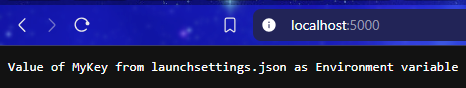 localhost:5000
Value of MyKey from launchsettings.json as Environment variable